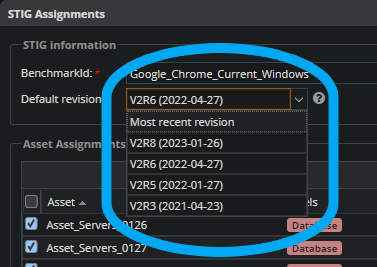 STIG Assignments
STIG information
BenchmarkId:* Google_Chrome_Current_Windows
Default revision V2R6 (2022-04-27) ?
Most recent revision
V2R8 (2023-01-26)
V2R6 (2022-04-27)
V2R5 (2022-01-27)
V2R3 (2021-04-23)
Asset Assignments
Asset
els
Asset_Servers_0126 Database
Asset_Servers_0127 Database